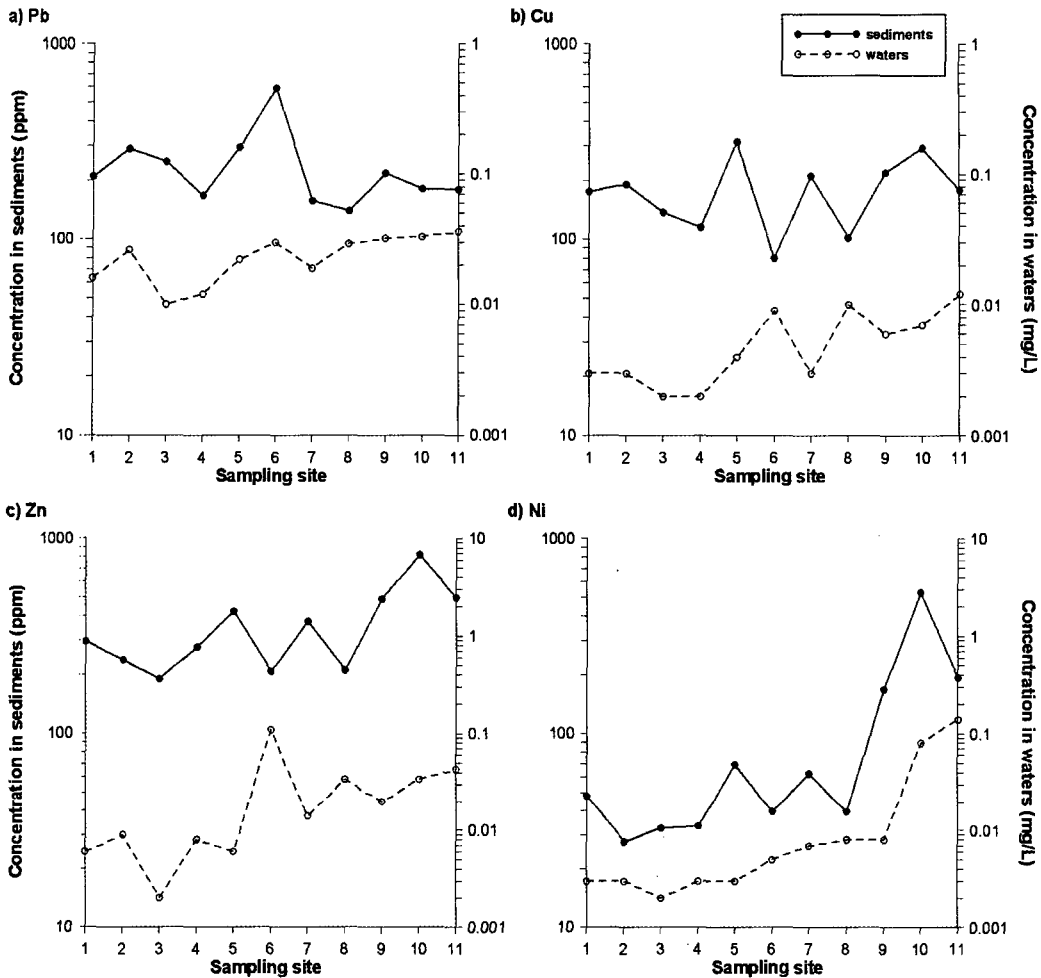 a) Pb
1000
100
10
1
0.1
0.01
0.001
Concentration in sediments (ppm)
1 2 3 4 5 6 7 8 9 10 11
Sampling site
b) Cu
sediments
waters
1000
100
10
1
0.1
0.01
0.001
Concentration in waters (mg/L)
1 2 3 4 5 6 7 8 9 10 11
Sampling site
c) Zn
1000
100
10
10
1
0.1
0.01
0.001
Concentration in sediments (ppm)
1 2 3 4 5 6 7 8 9 10 11
Sampling site
d) Ni
1000
100
10
10
1
0.1
0.01
0.001
Concentration in waters (mg/L)
1 2 3 4 5 6 7 8 9 10 11
Sampling site